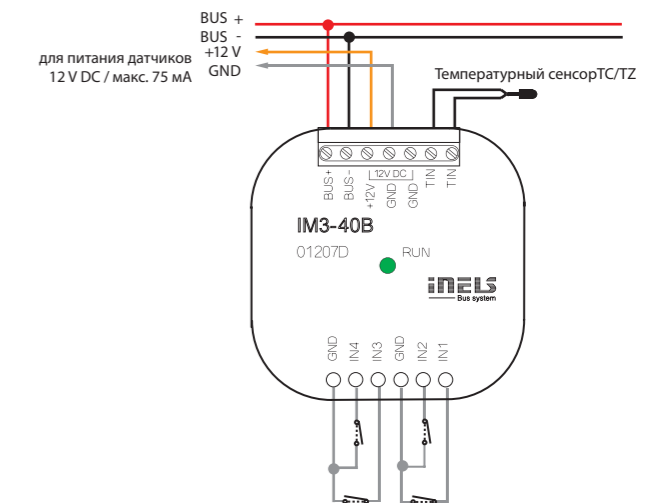 BUS +
BUS -
для питания датчиков
12 V DC / макс. 75 мА
+12 V
GND
Температурный сенсорТС/TZ
BUS+
BUS-
+12V
12V DC
GND
GND
TIN
TIN
IM3-40B
01207D
RUN
iNELS
Bus system
GND
IN4
IN3
GND
IN2
IN1